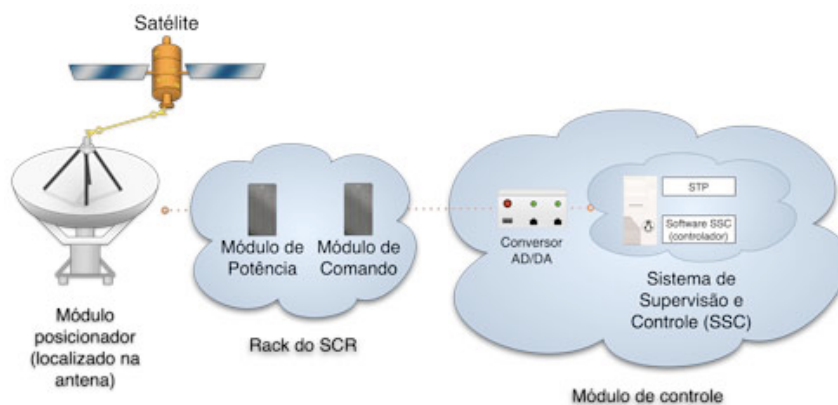 Satélite
Módulo
posicionador
(localizado na
antena)
Módulo de
Potência
Módulo de
Comando
Rack do SCR
Conversor
AD/DA
STP
Software SSC
(controlador)
Sistema de
Supervisão e
Controle (SSC)
Módulo de controle